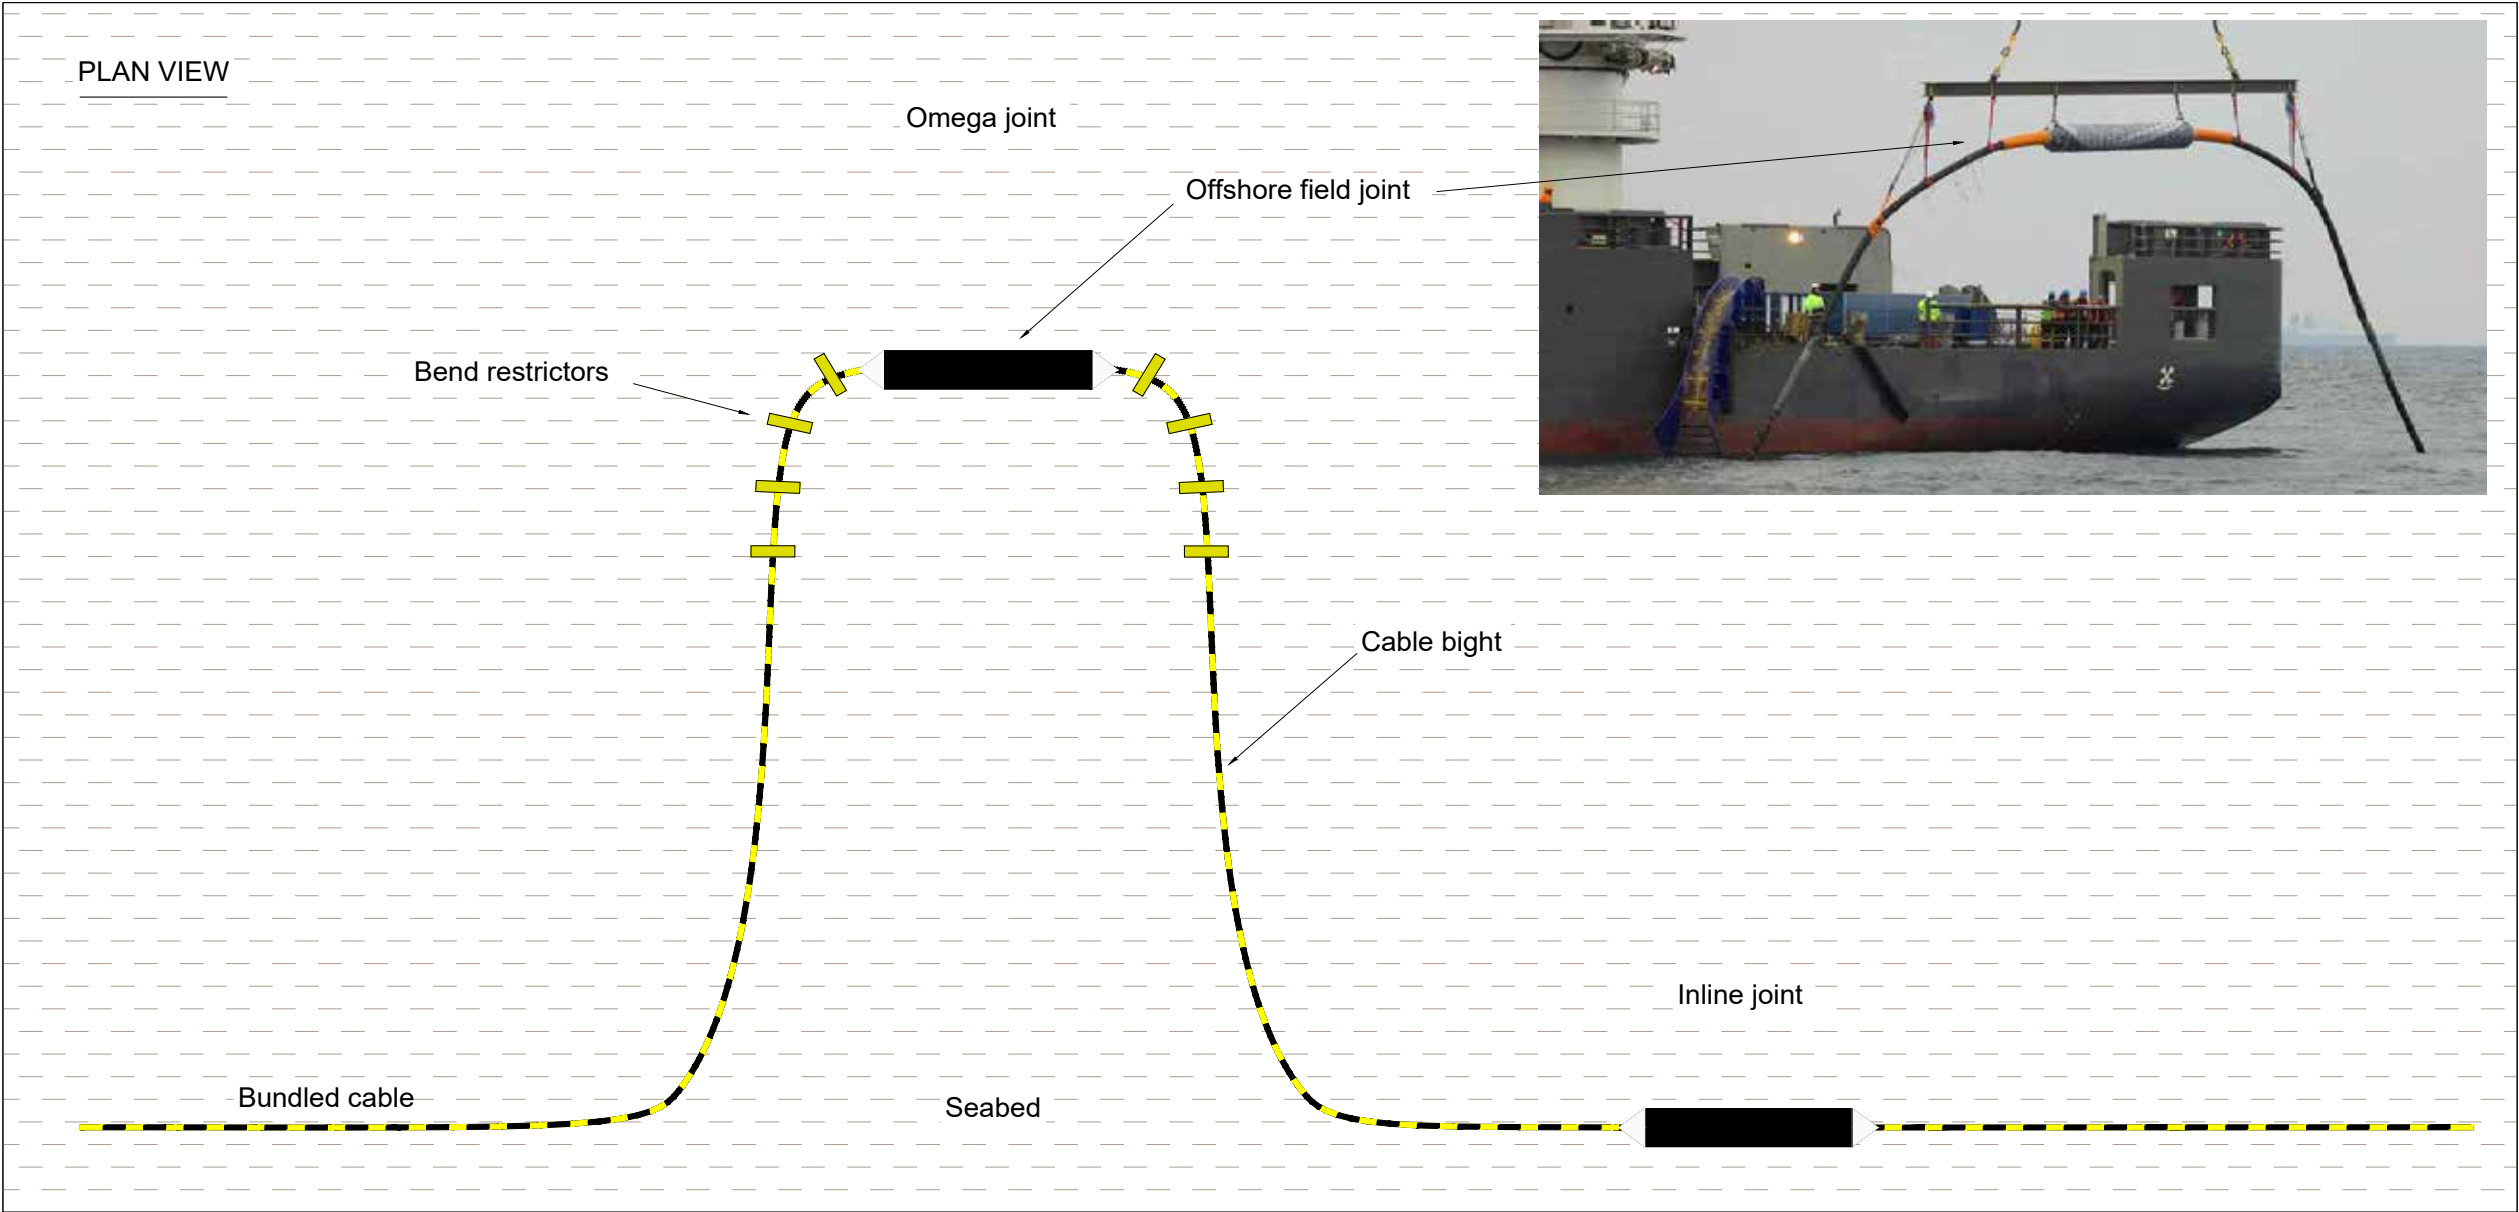 PLAN VIEW
Omega joint
Offshore field joint
Bend restrictors
Cable bight
Inline joint
Bundled cable
Seabed